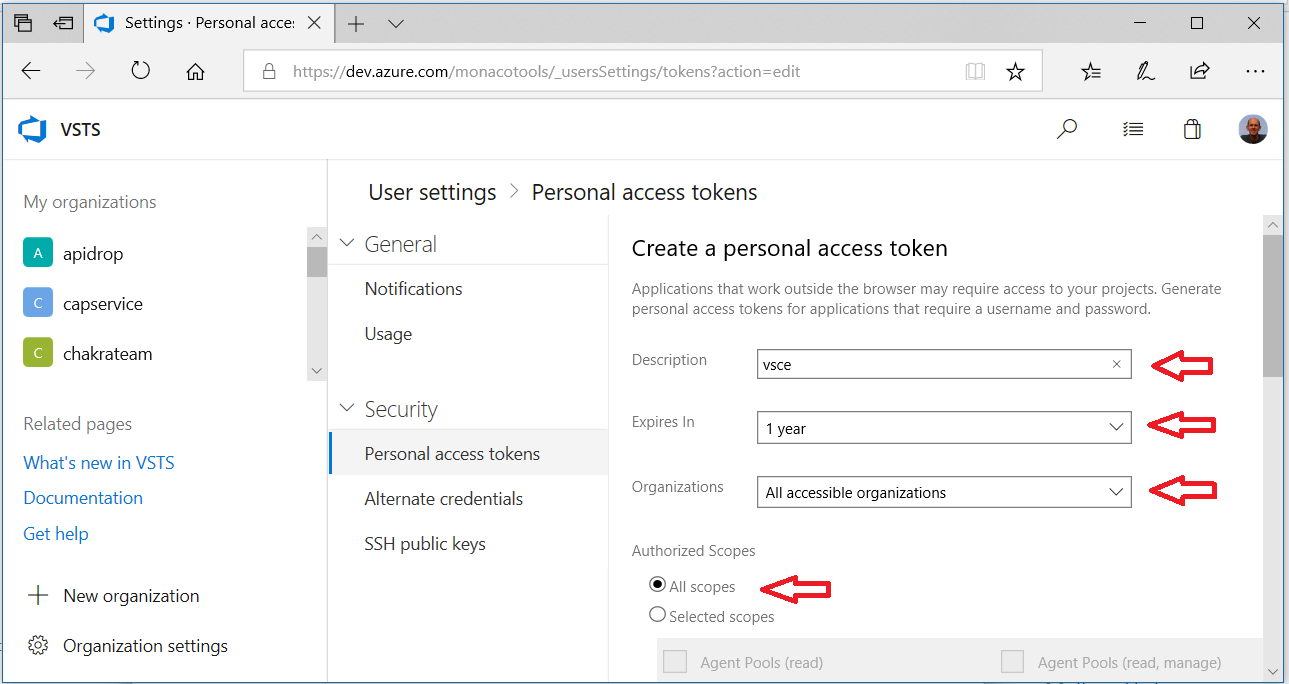 Settings · Personal acce:
https://dev.azure.com/monacotools/_usersSettings/tokens?action=edit
VSTS
My organizations
A apidrop
C capservice
C chakrateam
Related pages
What's new in VSTS
Documentation
Get help
New organization
Organization settings
User settings > Personal access tokens
General
Notifications
Usage
Security
Personal access tokens
Alternate credentials
SSH public keys
Create a personal access token
Applications that work outside the browser may require access to your projects. Generate
personal access tokens for applications that require a username and password.
Description vsce
Expires In 1 year
Organizations All accessible organizations
Authorized Scopes
All scopes
Selected scopes
Agent Pools (read) Agent Pools (read, manage)